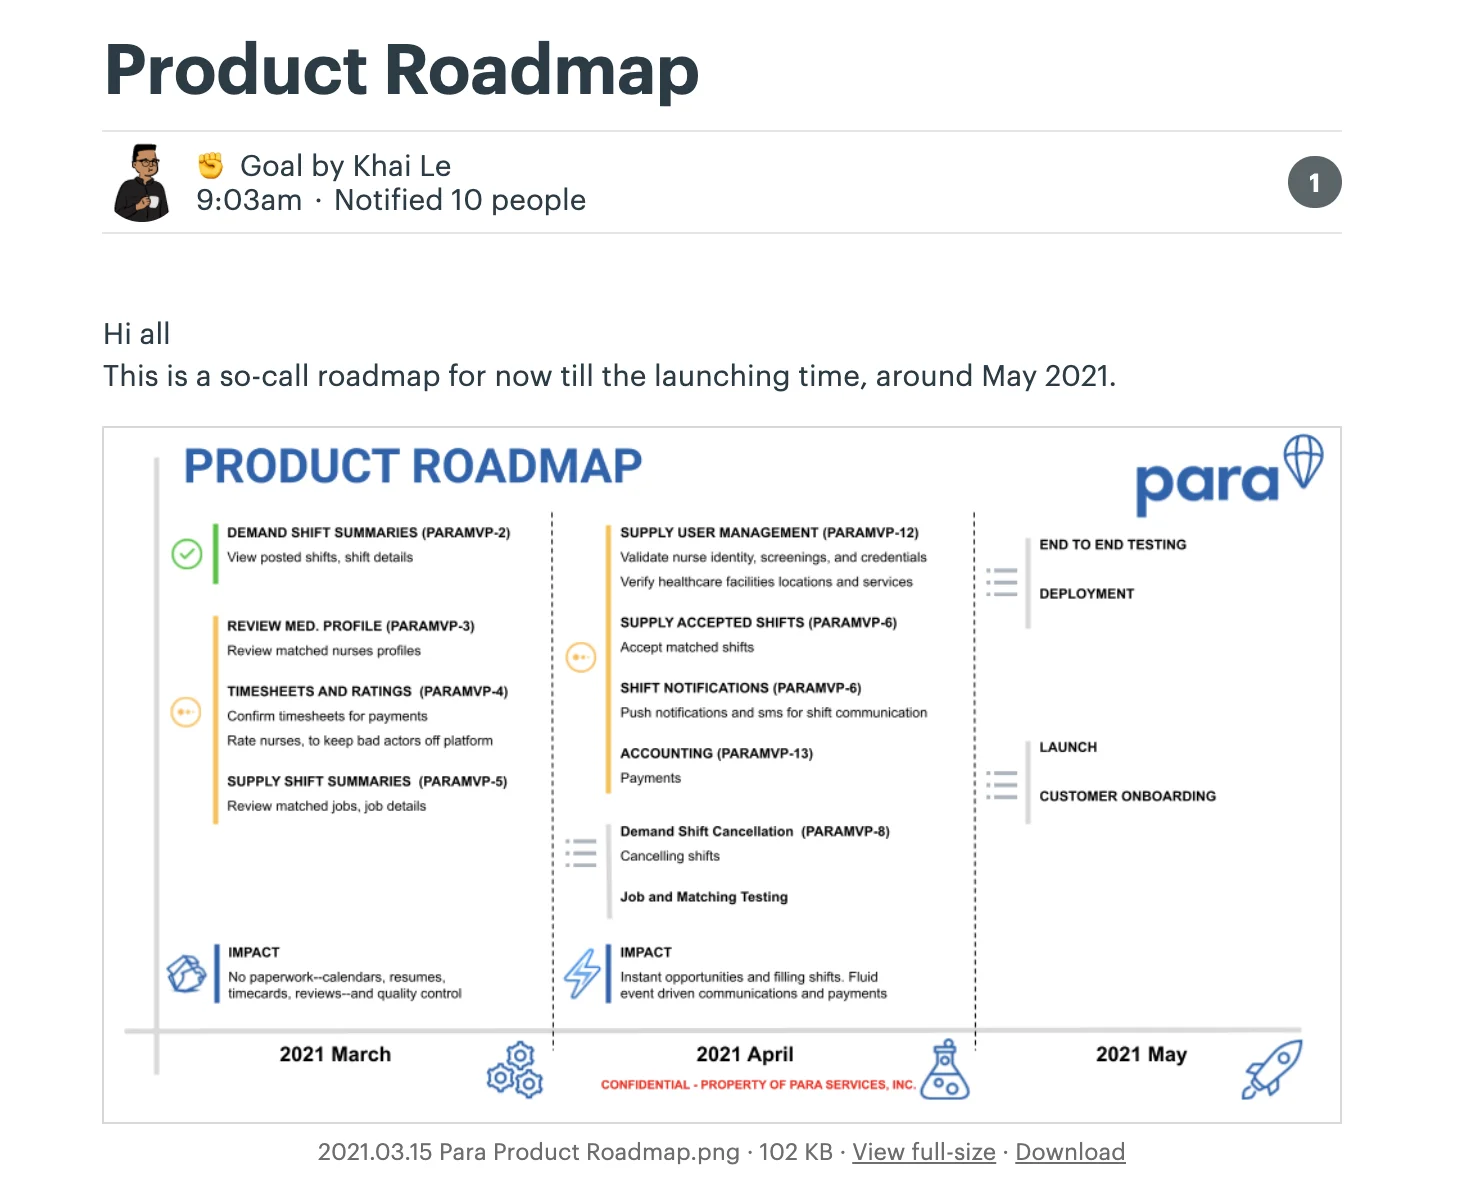 Product Roadmap
✊ Goal by Khai Le
9:03am · Notified 10 people
1
Hi all
This is a so-call roadmap for now till the launching time, around May 2021.
PRODUCT ROADMAP
para
DEMAND SHIFT SUMMARIES (PARAMVP-2)
View posted shifts, shift details
REVIEW MED. PROFILE (PARAMVP-3)
Review matched nurses profiles
TIMESHEETS AND RATINGS (PARAMVP-4)
Confirm timesheets for payments
Rate nurses, to keep bad actors off platform
SUPPLY SHIFT SUMMARIES (PARAMVP-5)
Review matched jobs, job details
IMPACT
No paperwork--calendars, resumes,
timecards, reviews--and quality control
2021 March
SUPPLY USER MANAGEMENT (PARAMVP-12)
Validate nurse identity, screenings, and credentials
Verify healthcare facilities locations and services
SUPPLY ACCEPTED SHIFTS (PARAMVP-6)
Accept matched shifts
SHIFT NOTIFICATIONS (PARAMVP-6)
Push notifications and sms for shift communication
ACCOUNTING (PARAMVP-13)
Payments
Demand Shift Cancellation (PARAMVP-8)
Cancelling shifts
Job and Matching Testing
IMPACT
Instant opportunities and filling shifts. Fluid
event driven communications and payments
2021 April
CONFIDENTIAL - PROPERTY OF PARA SERVICES, INC.
END TO END TESTING
DEPLOYMENT
LAUNCH
CUSTOMER ONBOARDING
2021 May
2021.03.15 Para Product Roadmap.png · 102 KB · View full-size · Download